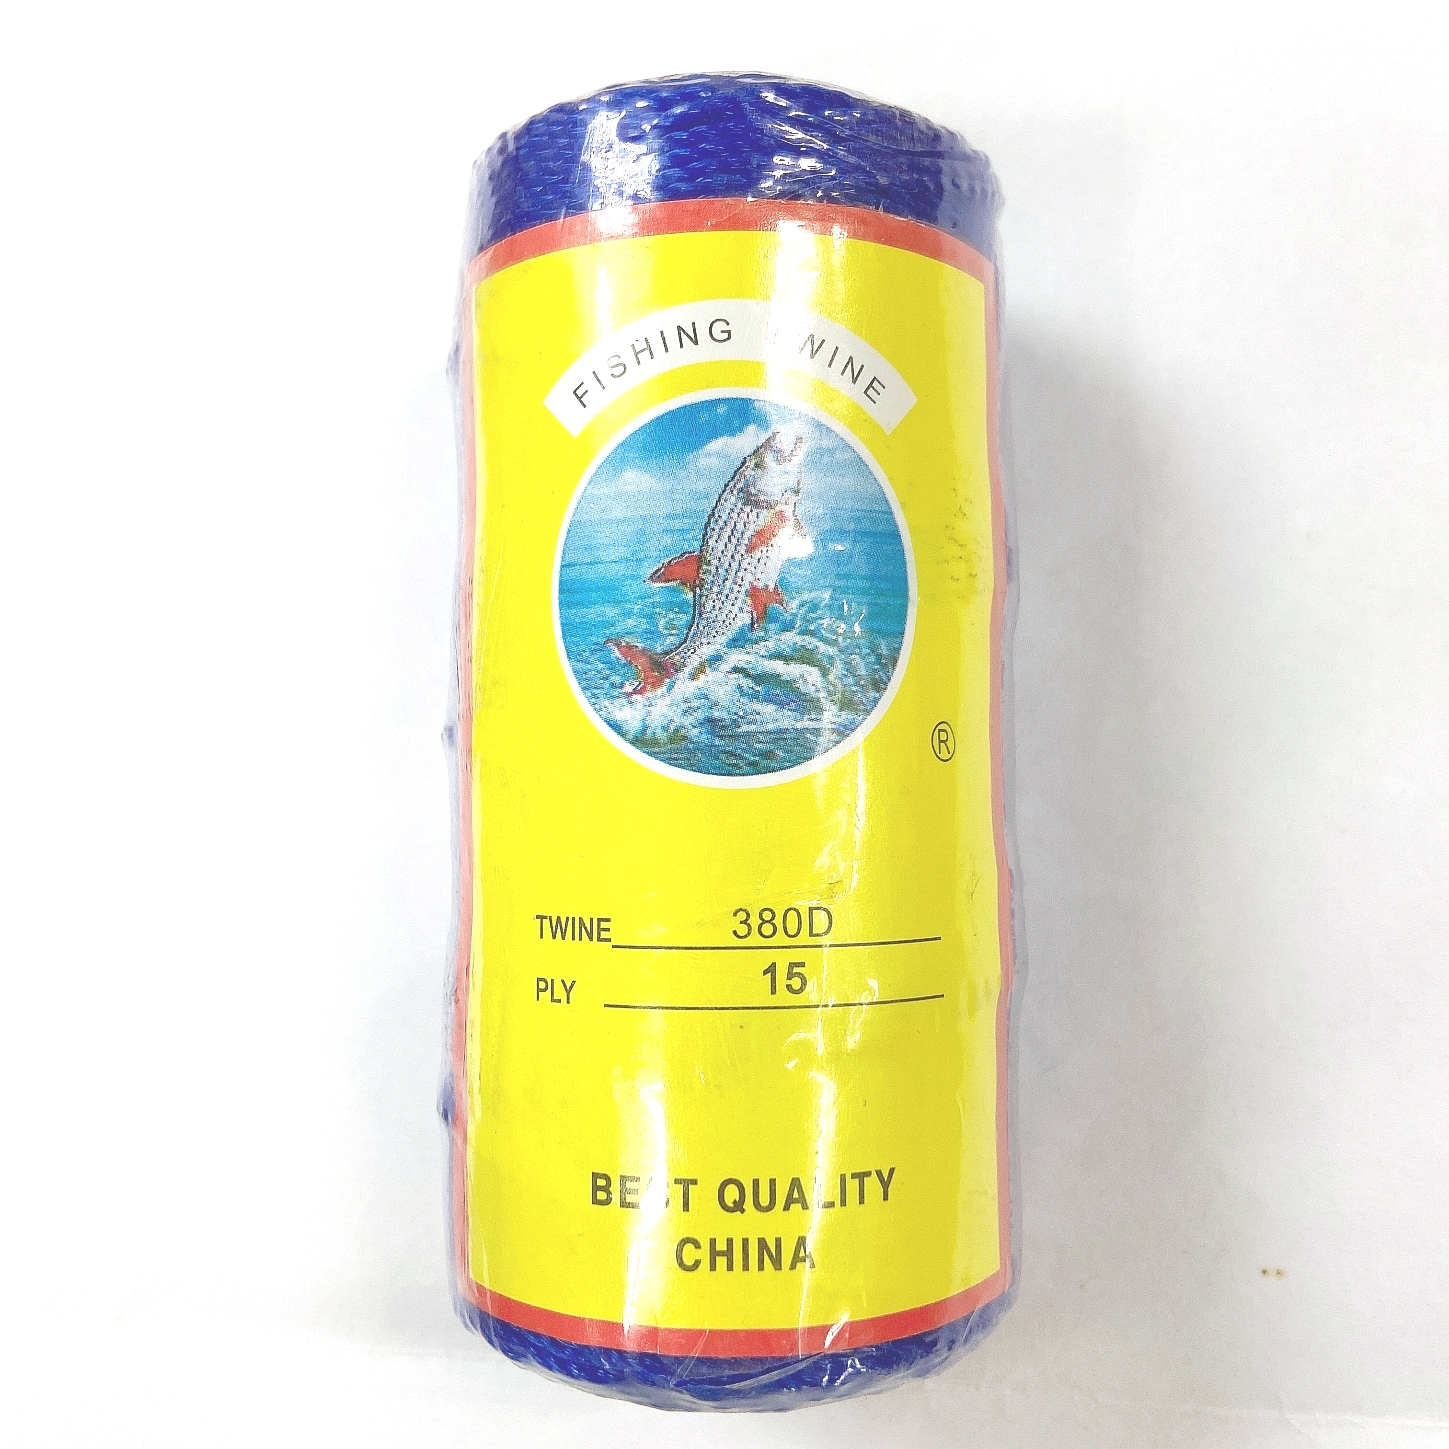 FISHING TWINE
®
TWINE 380D
PLY 15
BEST QUALITY
CHINA